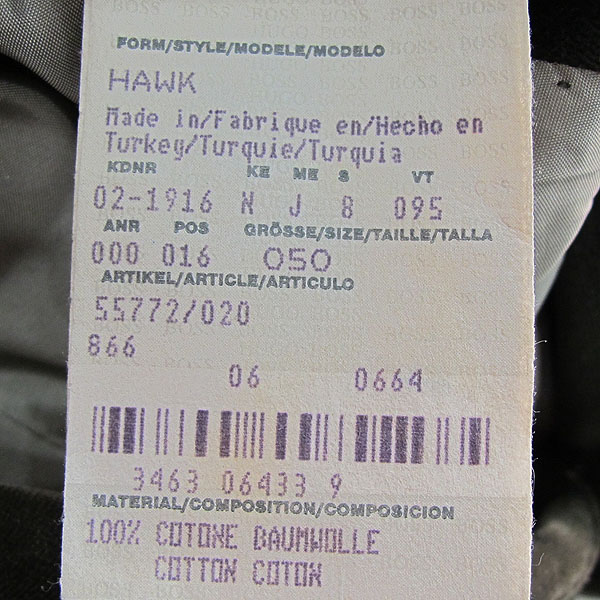 FORM/STYLE/MODELE/MODELO
HAWK
Made in/Fabrique en/Hecho en
Turkey/Turquie/Turquia
KDNR KE ME S VT
02-1916 N J 8 095
ANR POS GRÖSSE/SIZE/TAILLE/TALLA
000 016 050
ARTIKEL/ARTICLE/ARTICULO
55772/020
866
06 0664
3463 06433 9
MATERIAL/COMPOSITION/COMPOSICION
100% COTONE BAUMWOLLE
COTTON COTON